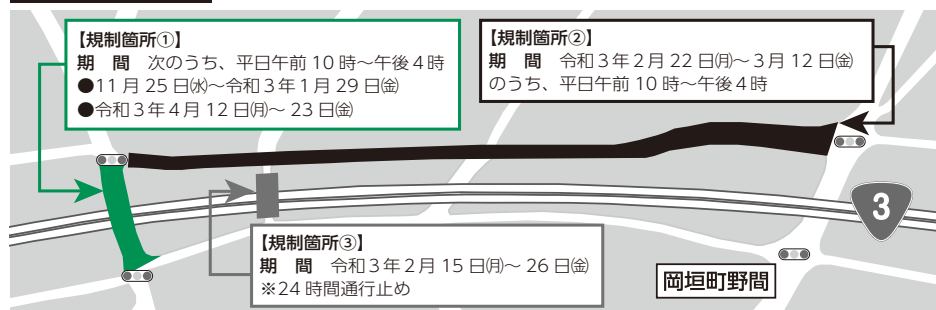 【規制箇所①】
期　間　次のうち、平日午前10時～午後4時
●11月25日㈬～令和3年1月29日㈮
●令和3年4月12日㈪～23日㈮
【規制箇所②】
期　間　令和3年2月22日㈪～3月12日㈮
のうち、平日午前10時～午後4時
3
【規制箇所③】
期　間　令和3年2月15日㈪～26日㈮
※24時間通行止め
岡垣町野間